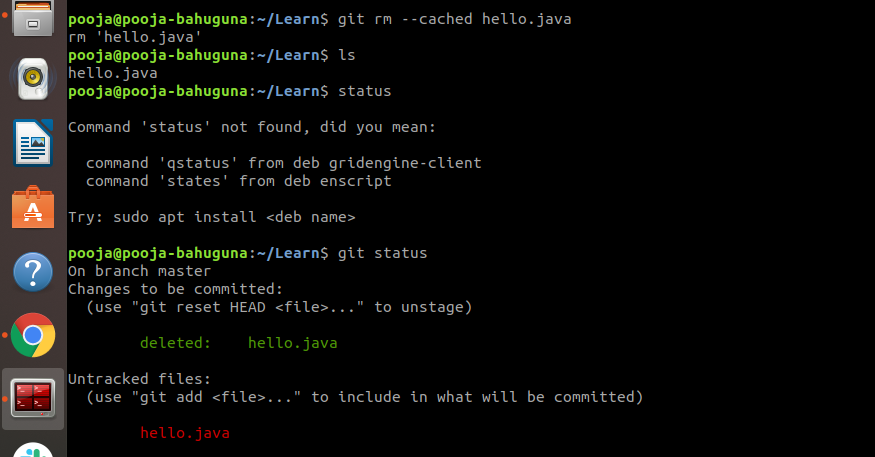 pooja@pooja-bahuguna:~/Learn$ git rm --cached hello.java
rm 'hello.java'
pooja@pooja-bahuguna:~/Learn$ ls
hello.java
pooja@pooja-bahuguna:~/Learn$ status
Command 'status' not found, did you mean:
command 'qstatus' from deb gridengine-client
command 'states' from deb enscript
Try: sudo apt install <deb name>
pooja@pooja-bahuguna:~/Learn$ git status
On branch master
Changes to be committed:
(use "git reset HEAD <file>..." to unstage)
deleted:    hello.java
Untracked files:
(use "git add <file>..." to include in what will be committed)
hello.java